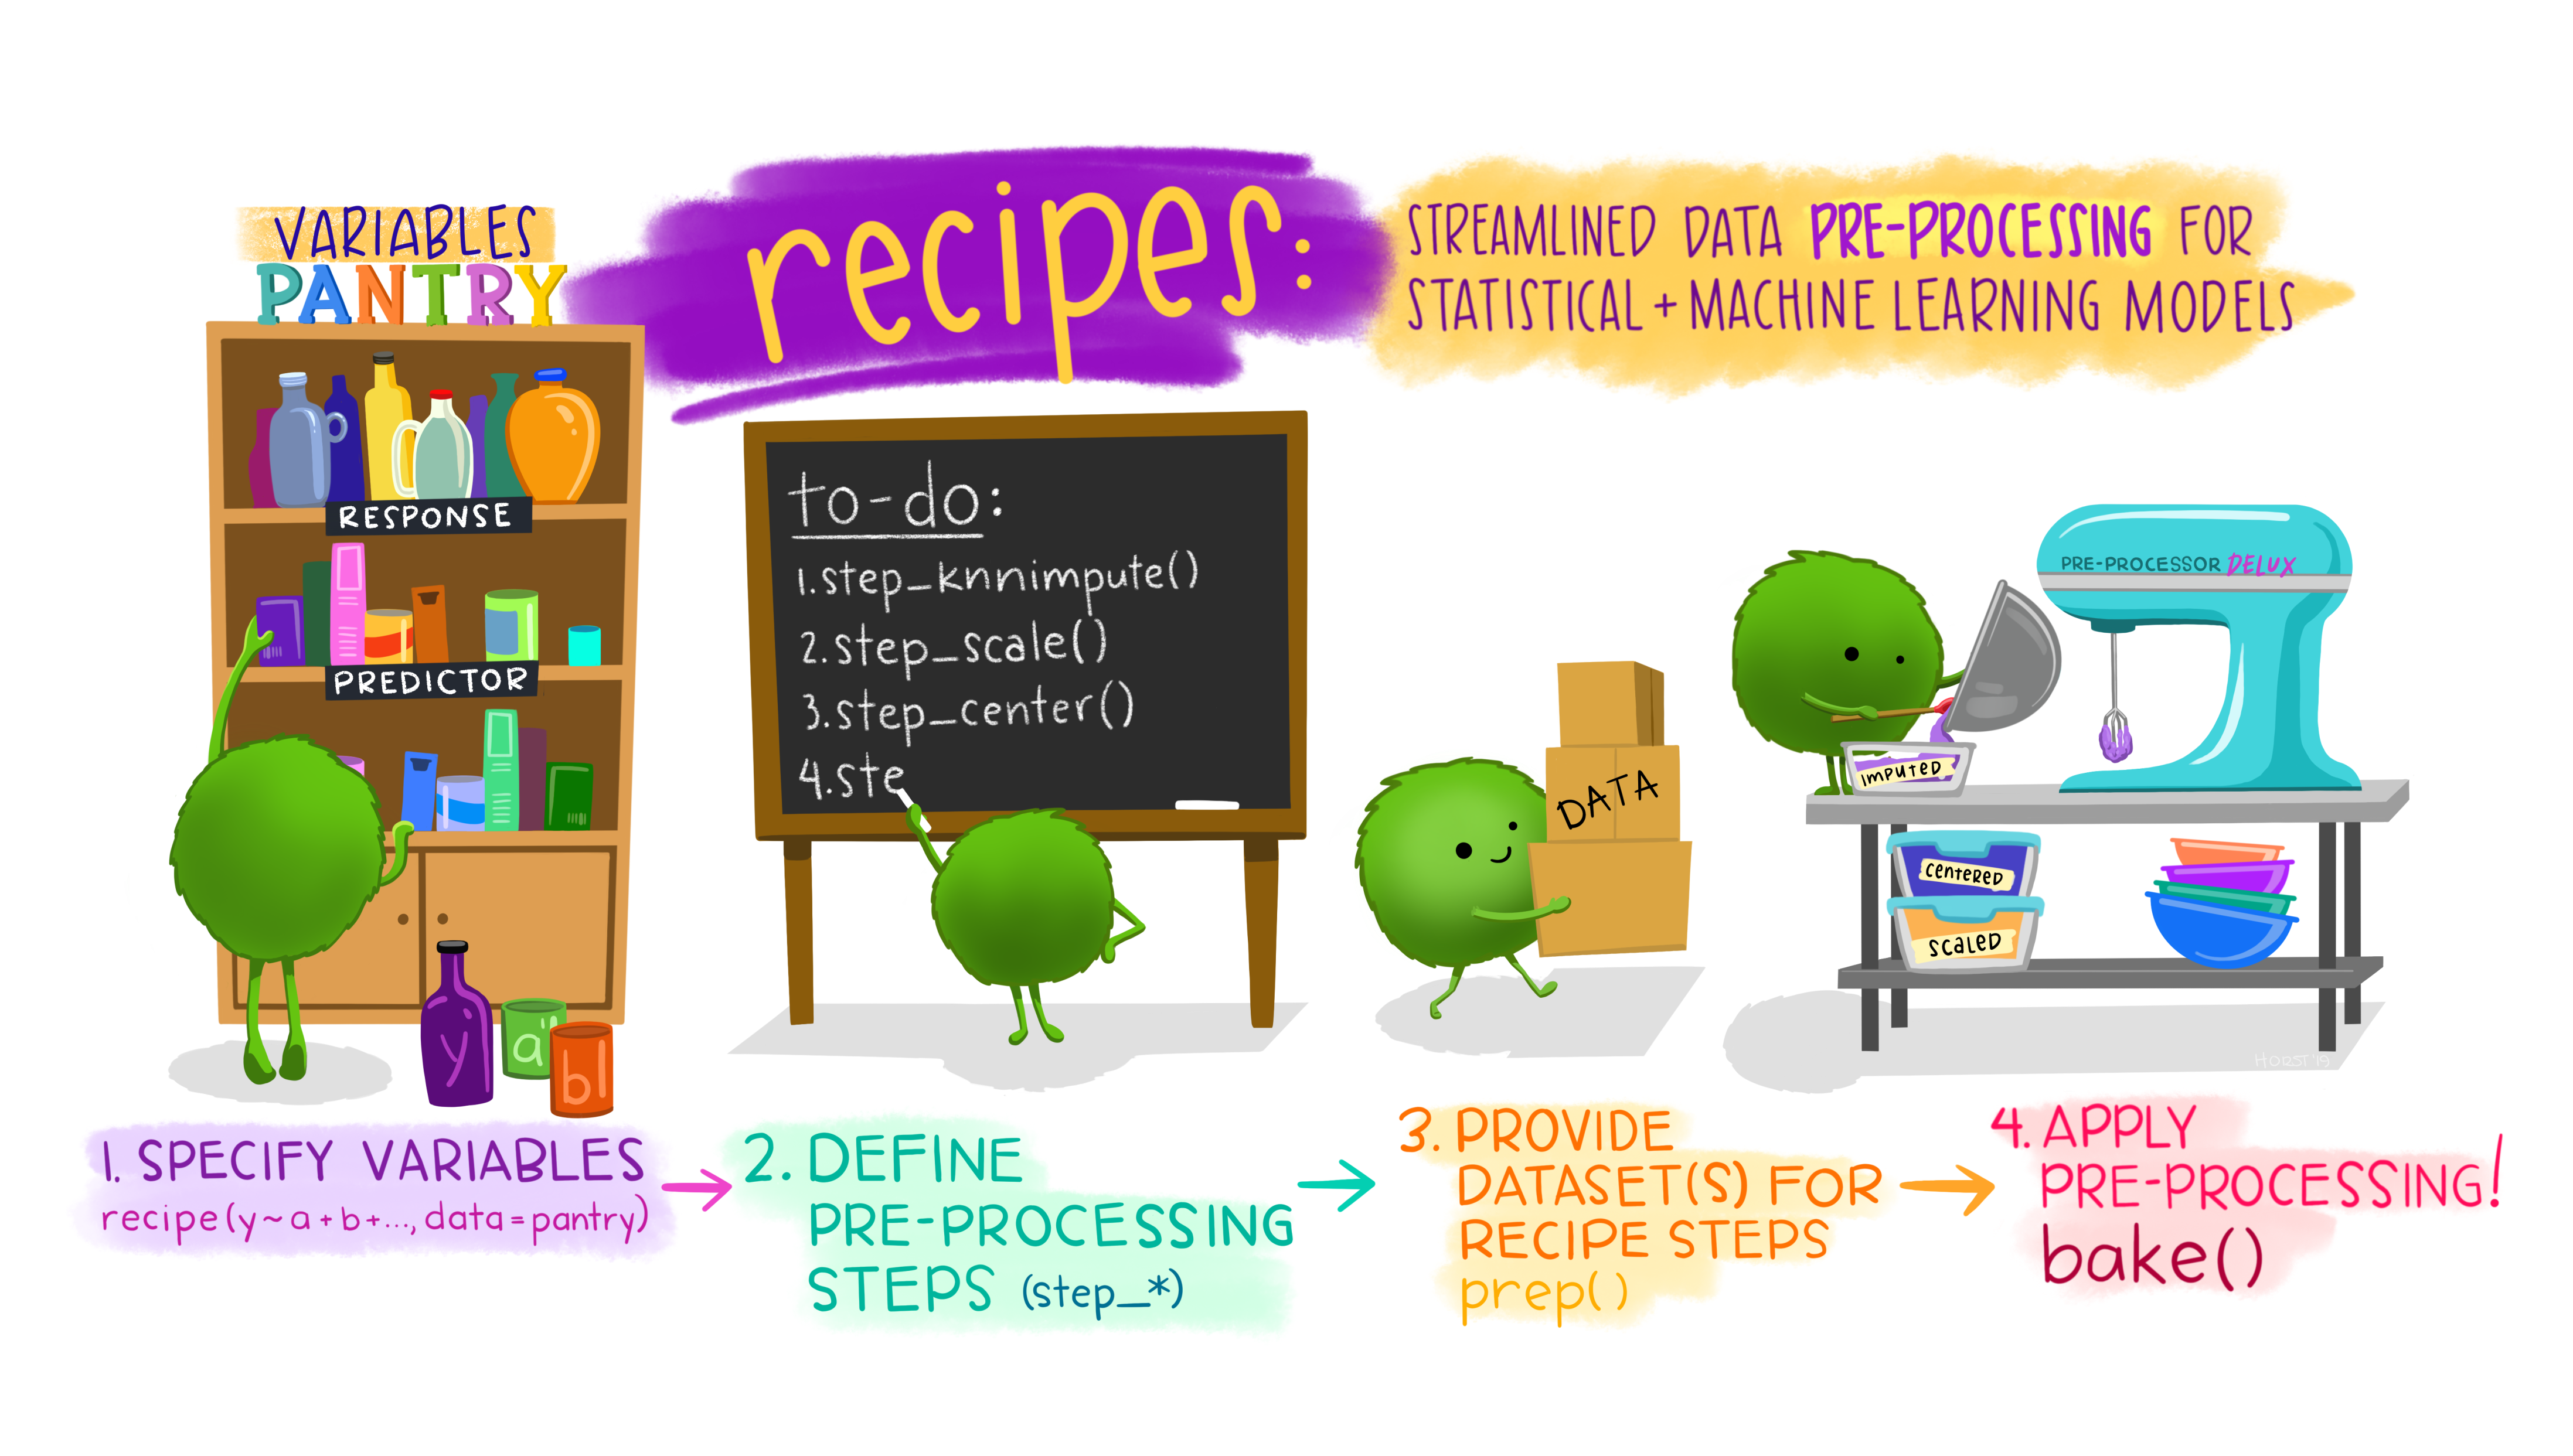 recipes:
STREAMLINED DATA PRE-PROCESSING FOR
STATISTICAL + MACHINE LEARNING MODELS
VARIABLES
PANTRY
RESPONSE
PREDICTOR
y
a
b
to-do:
1. step_knnimpute()
2. step_scale()
3. step_center()
4. ste
DATA
PRE-PROCESSOR DELUX
IMPUTED
CENTERED
SCALED
HORST '19
1. SPECIFY VARIABLES
recipe(y~a+b+..., data=pantry)
2. DEFINE
PRE-PROCESSING
STEPS (step_*)
3. PROVIDE
DATASET(S) FOR
RECIPE STEPS
prep()
4. APPLY
PRE-PROCESSING!
bake()